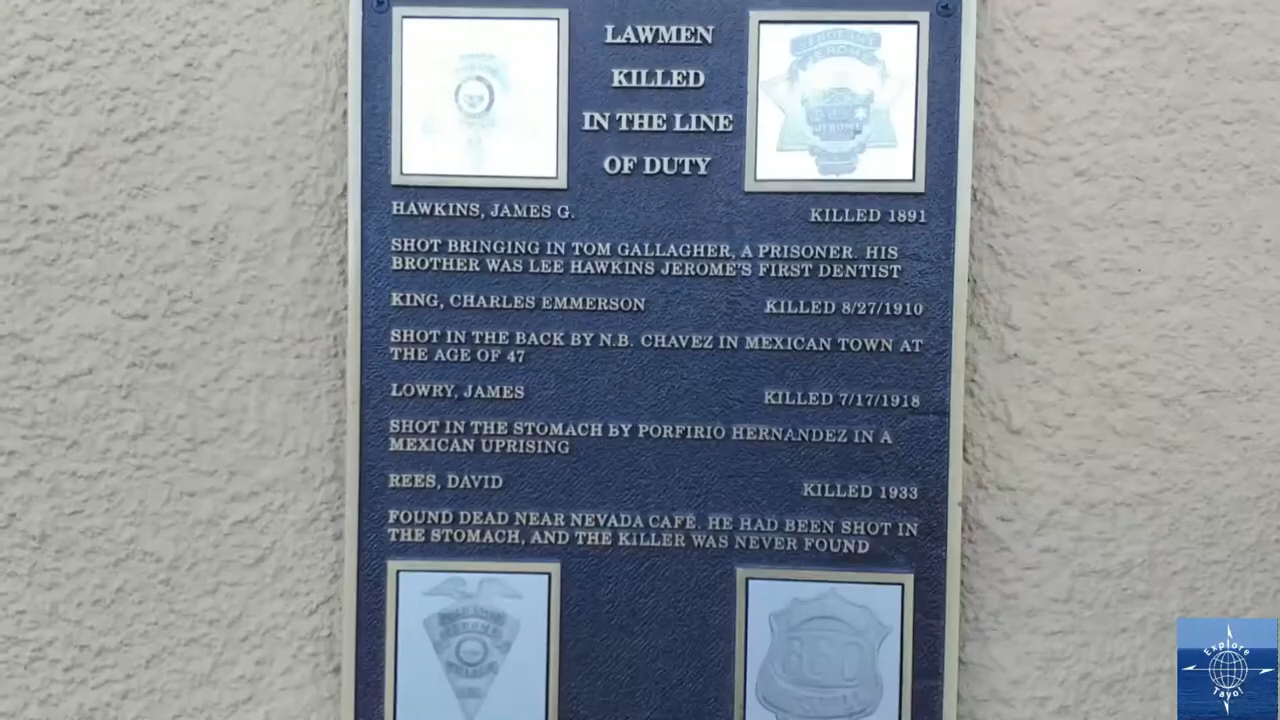 LAWMEN
KILLED
IN THE LINE
OF DUTY
SERGEANT
JEROME
JEROME
HAWKINS, JAMES G. KILLED 1891
SHOT BRINGING IN TOM GALLAGHER, A PRISONER. HIS
BROTHER WAS LEE HAWKINS JEROME'S FIRST DENTIST
KING, CHARLES EMMERSON KILLED 8/27/1910
SHOT IN THE BACK BY N.B. CHAVEZ IN MEXICAN TOWN AT
THE AGE OF 47
LOWRY, JAMES KILLED 7/17/1918
SHOT IN THE STOMACH BY PORFIRIO HERNANDEZ IN A
MEXICAN UPRISING
REES, DAVID KILLED 1933
FOUND DEAD NEAR NEVADA CAFÉ. HE HAD BEEN SHOT IN
THE STOMACH, AND THE KILLER WAS NEVER FOUND
JEROME
Explore
Tayo!